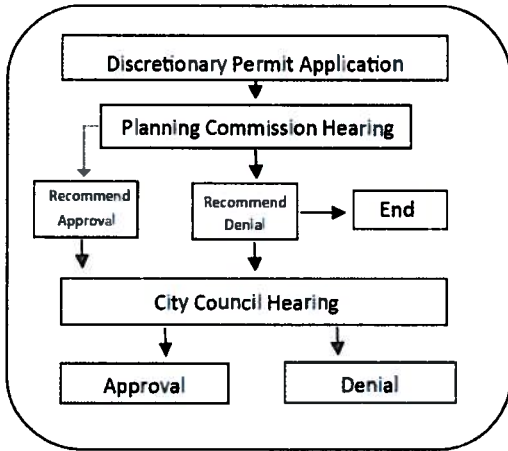 Discretionary Permit Application
Planning Commission Hearing
Recommend
Approval
Recommend
Denial
End
City Council Hearing
Approval
Denial